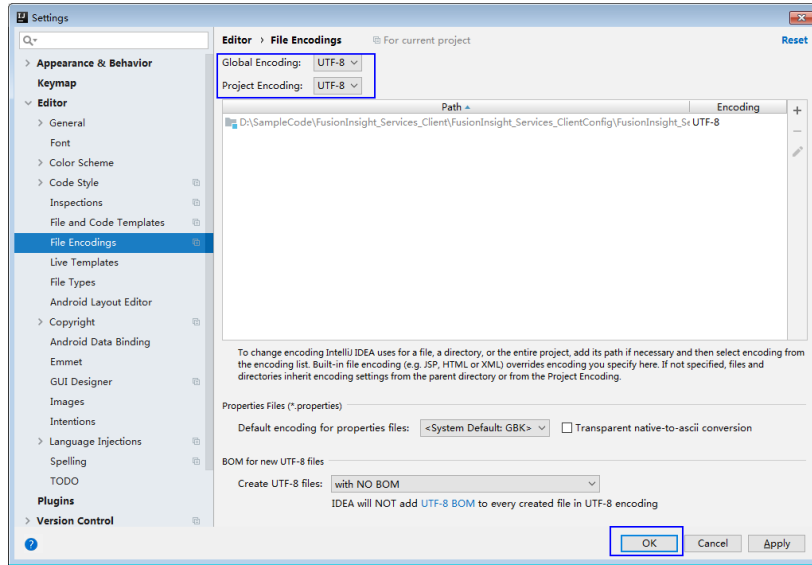 Settings
Editor › File Encodings For current project Reset
Appearance & Behavior
Keymap
Editor
General
Font
Color Scheme
Code Style
Inspections
File and Code Templates
File Encodings
Live Templates
File Types
Android Layout Editor
Copyright
Android Data Binding
Emmet
GUI Designer
Images
Intentions
Language Injections
Spelling
TODO
Plugins
Version Control
Global Encoding: UTF-8
Project Encoding: UTF-8
Path Encoding
D:\SampleCode\FusionInsight_Services_Client\FusionInsight_Services_ClientConfig\FusionInsight_Se UTF-8
To change encoding IntelliJ IDEA uses for a file, a directory, or the entire project, add its path if necessary and then select encoding from
the encoding list. Built-in file encoding (e.g. JSP, HTML or XML) overrides encoding you specify here. If not specified, files and
directories inherit encoding settings from the parent directory or from the Project Encoding.
Properties Files (*.properties)
Default encoding for properties files: <System Default: GBK> Transparent native-to-ascii conversion
BOM for new UTF-8 files
Create UTF-8 files: with NO BOM
IDEA will NOT add UTF-8 BOM to every created file in UTF-8 encoding
OK Cancel Apply